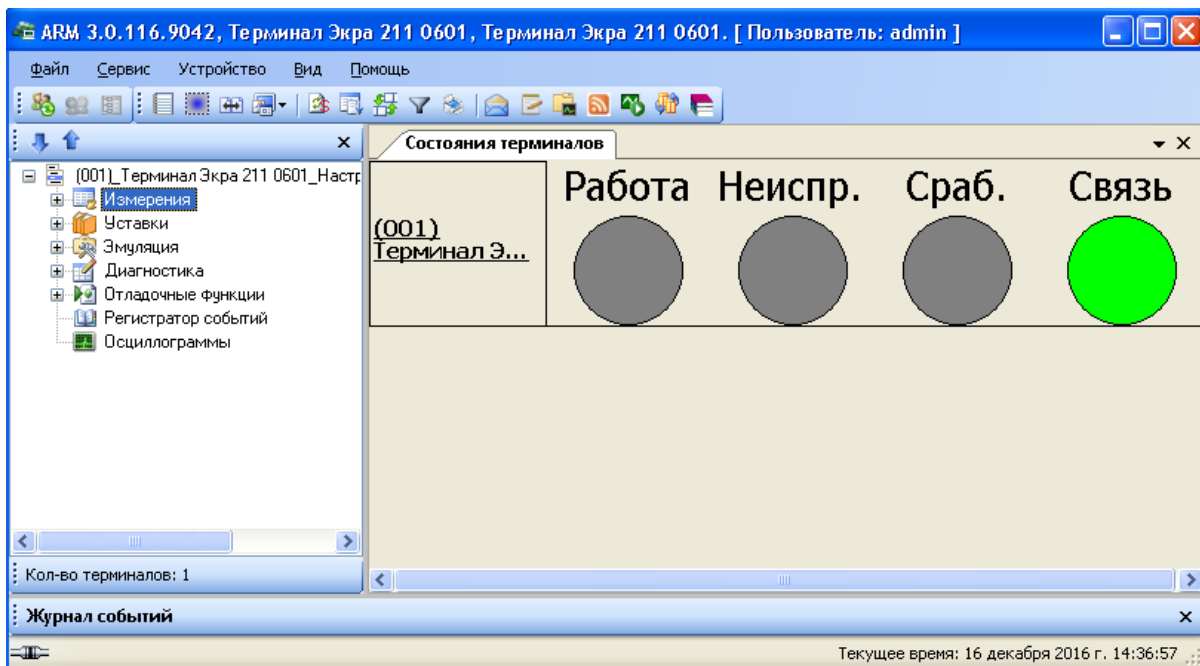 ARM 3.0.116.9042, Терминал Экра 211 0601, Терминал Экра 211 0601. [ Пользователь: admin ]
Файл Сервис Устройство Вид Помощь
Состояния терминалов
(001)_Терминал Экра 211 0601_Настр
Измерения
Уставки
Эмуляция
Диагностика
Отладочные функции
Регистратор событий
Осциллограммы
Работа Неиспр. Сраб. Связь
(001)
Терминал Э...
Кол-во терминалов: 1
Журнал событий
Текущее время: 16 декабря 2016 г. 14:36:57